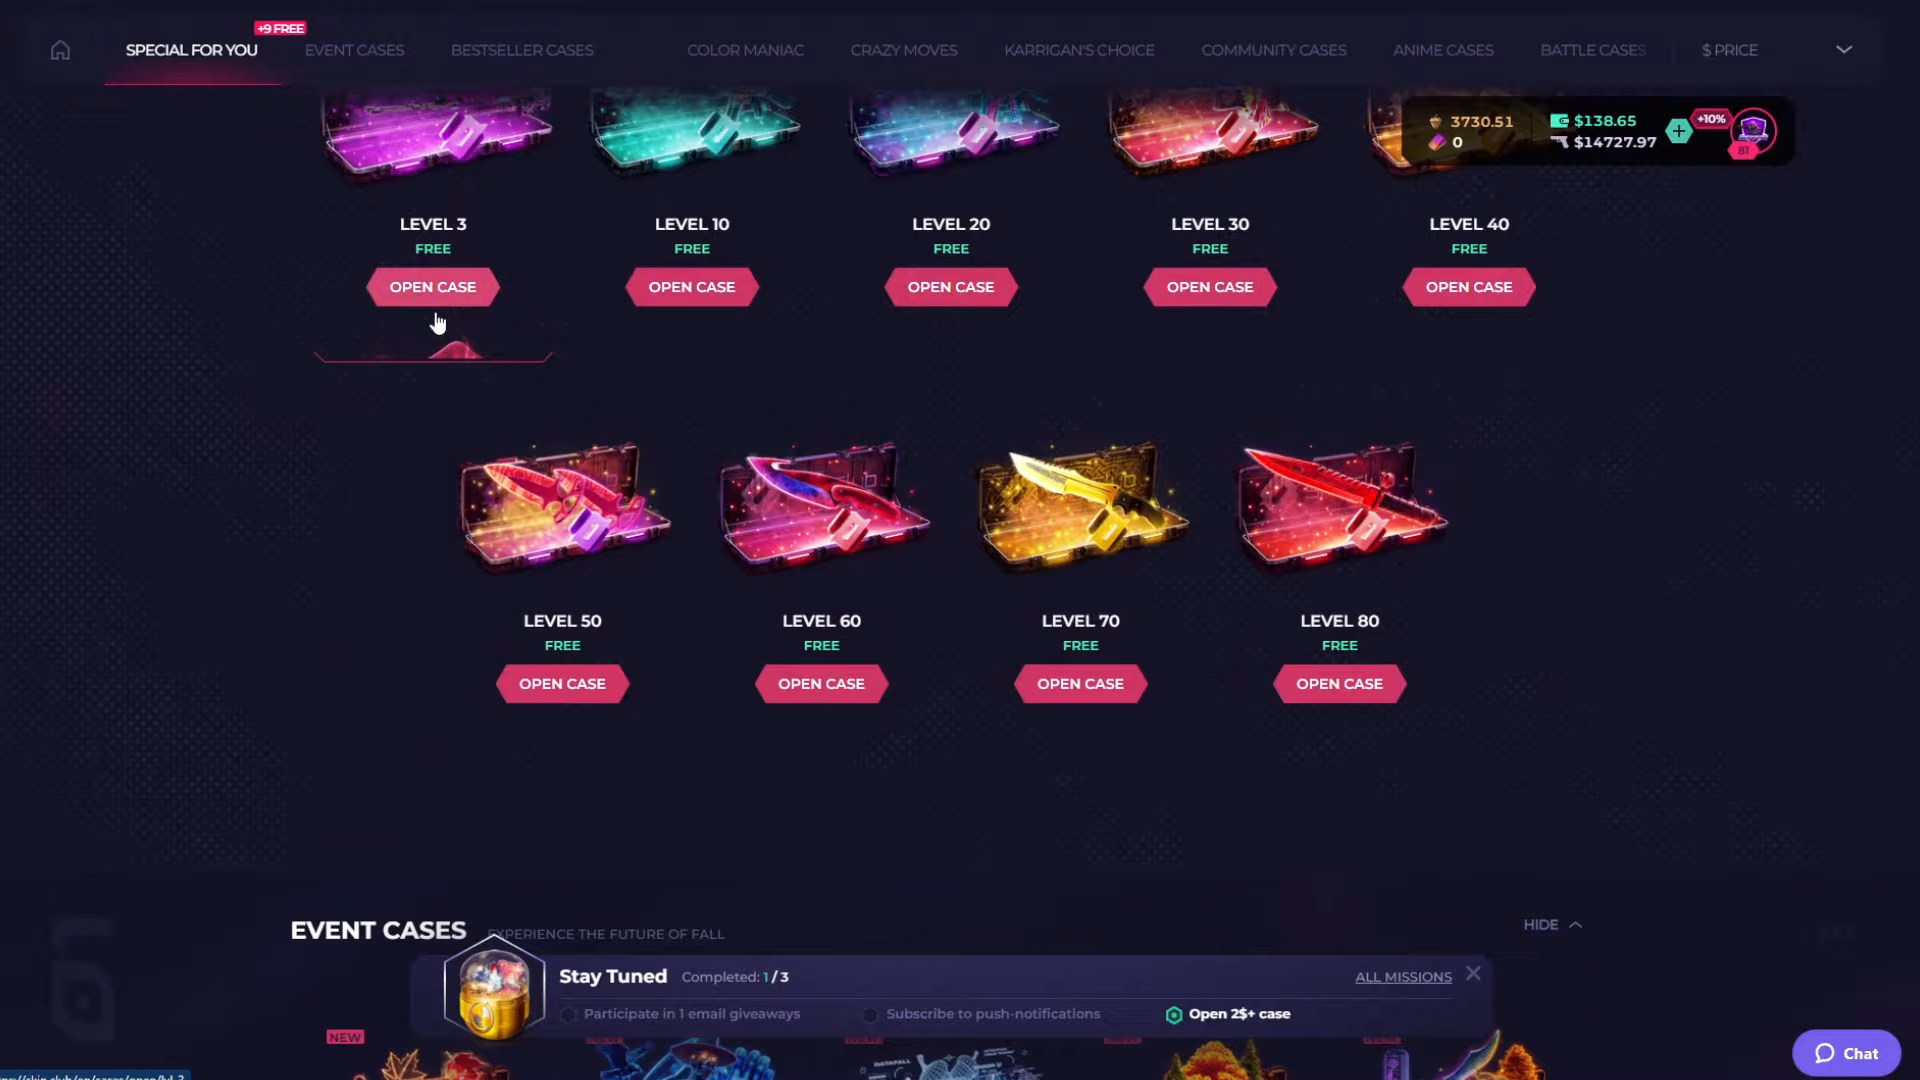 +9 FREE
SPECIAL FOR YOU
EVENT CASES
BESTSELLER CASES
COLOR MANIAC
CRAZY MOVES
KARRIGAN'S CHOICE
COMMUNITY CASES
ANIME CASES
BATTLE CASES
$ PRICE
3730.51
$138.65
+10%
0
$14727.97
81
LEVEL 3
LEVEL 10
LEVEL 20
LEVEL 30
LEVEL 40
FREE
FREE
FREE
FREE
FREE
OPEN CASE
OPEN CASE
OPEN CASE
OPEN CASE
OPEN CASE
LEVEL 50
LEVEL 60
LEVEL 70
LEVEL 80
FREE
FREE
FREE
FREE
OPEN CASE
OPEN CASE
OPEN CASE
OPEN CASE
EVENT CASES
EXPERIENCE THE FUTURE OF FALL
HIDE
Stay Tuned
Completed: 1 / 3
ALL MISSIONS
Participate in 1 email giveaways
Subscribe to push-notifications
Open 2$+ case
NEW
Chat